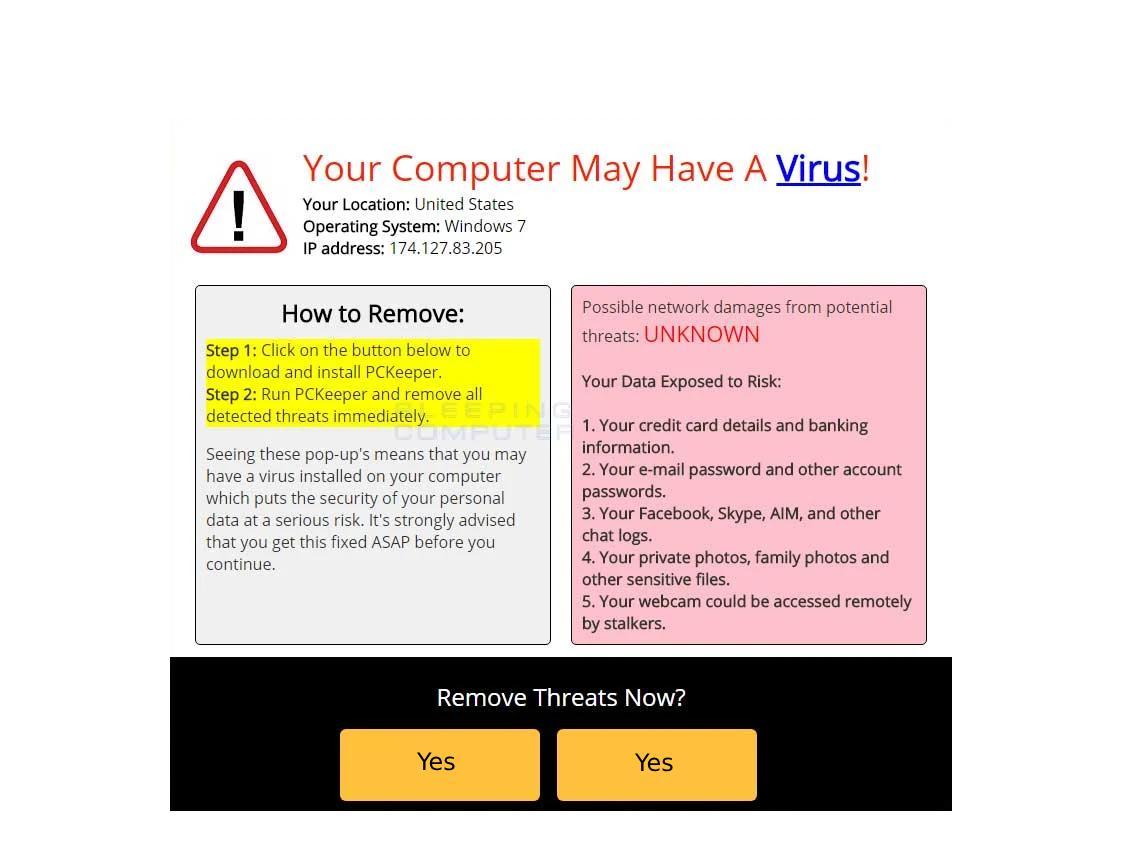 Your Computer May Have A Virus!
Your Location: United States
Operating System: Windows 7
IP address: 174.127.83.205
How to Remove:
Step 1: Click on the button below to
download and install PCKeeper.
Step 2: Run PCKeeper and remove all
detected threats immediately.
Seeing these pop-up's means that you may
have a virus installed on your computer
which puts the security of your personal
data at a serious risk. It's strongly advised
that you get this fixed ASAP before you
continue.
BLEEPING
COMPUTER
Possible network damages from potential
threats: UNKNOWN
Your Data Exposed to Risk:
1. Your credit card details and banking
information.
2. Your e-mail password and other account
passwords.
3. Your Facebook, Skype, AIM, and other
chat logs.
4. Your private photos, family photos and
other sensitive files.
5. Your webcam could be accessed remotely
by stalkers.
Remove Threats Now?
Yes Yes